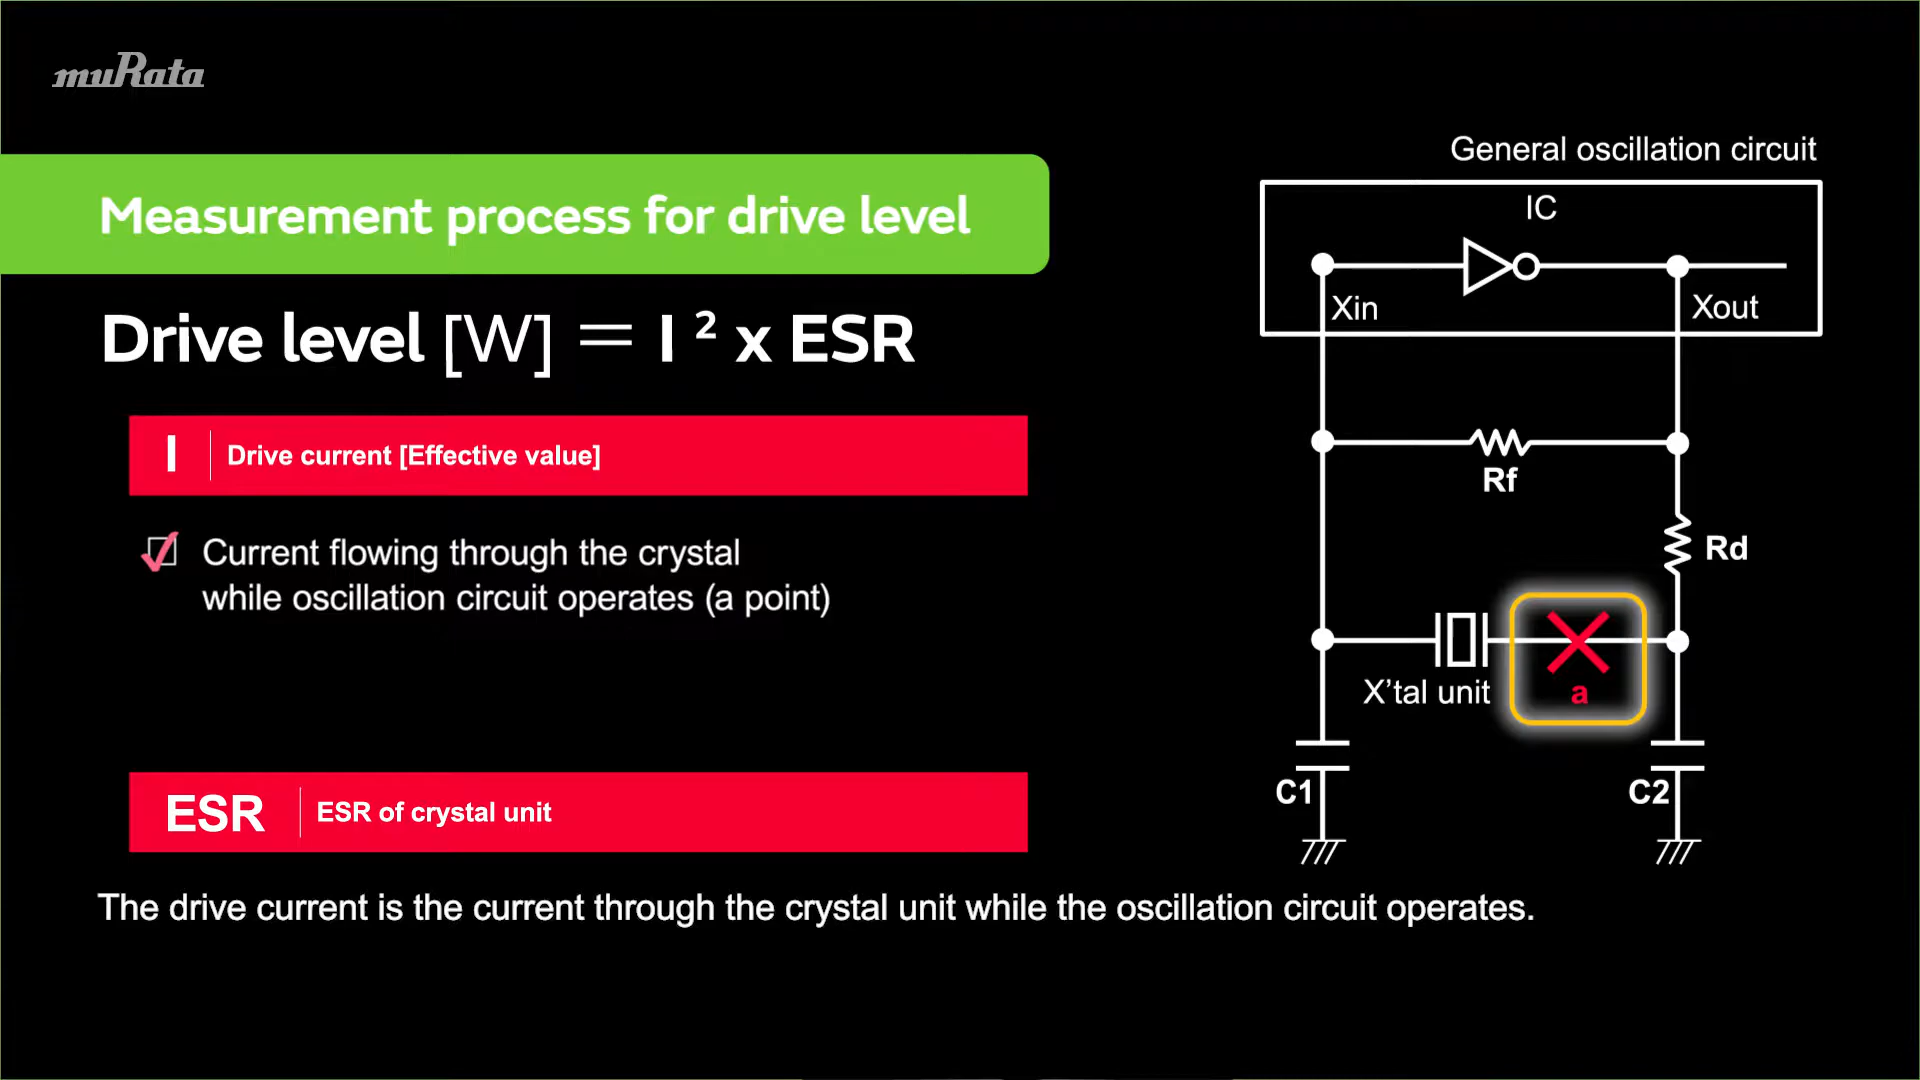 muRata
General oscillation circuit
Measurement process for drive level
IC
Xin
Xout
Drive level [W] = I ² x ESR
I
Drive current [Effective value]
Rf
Current flowing through the crystal
while oscillation circuit operates (a point)
Rd
X’tal unit
a
C1
C2
ESR
ESR of crystal unit
The drive current is the current through the crystal unit while the oscillation circuit operates.